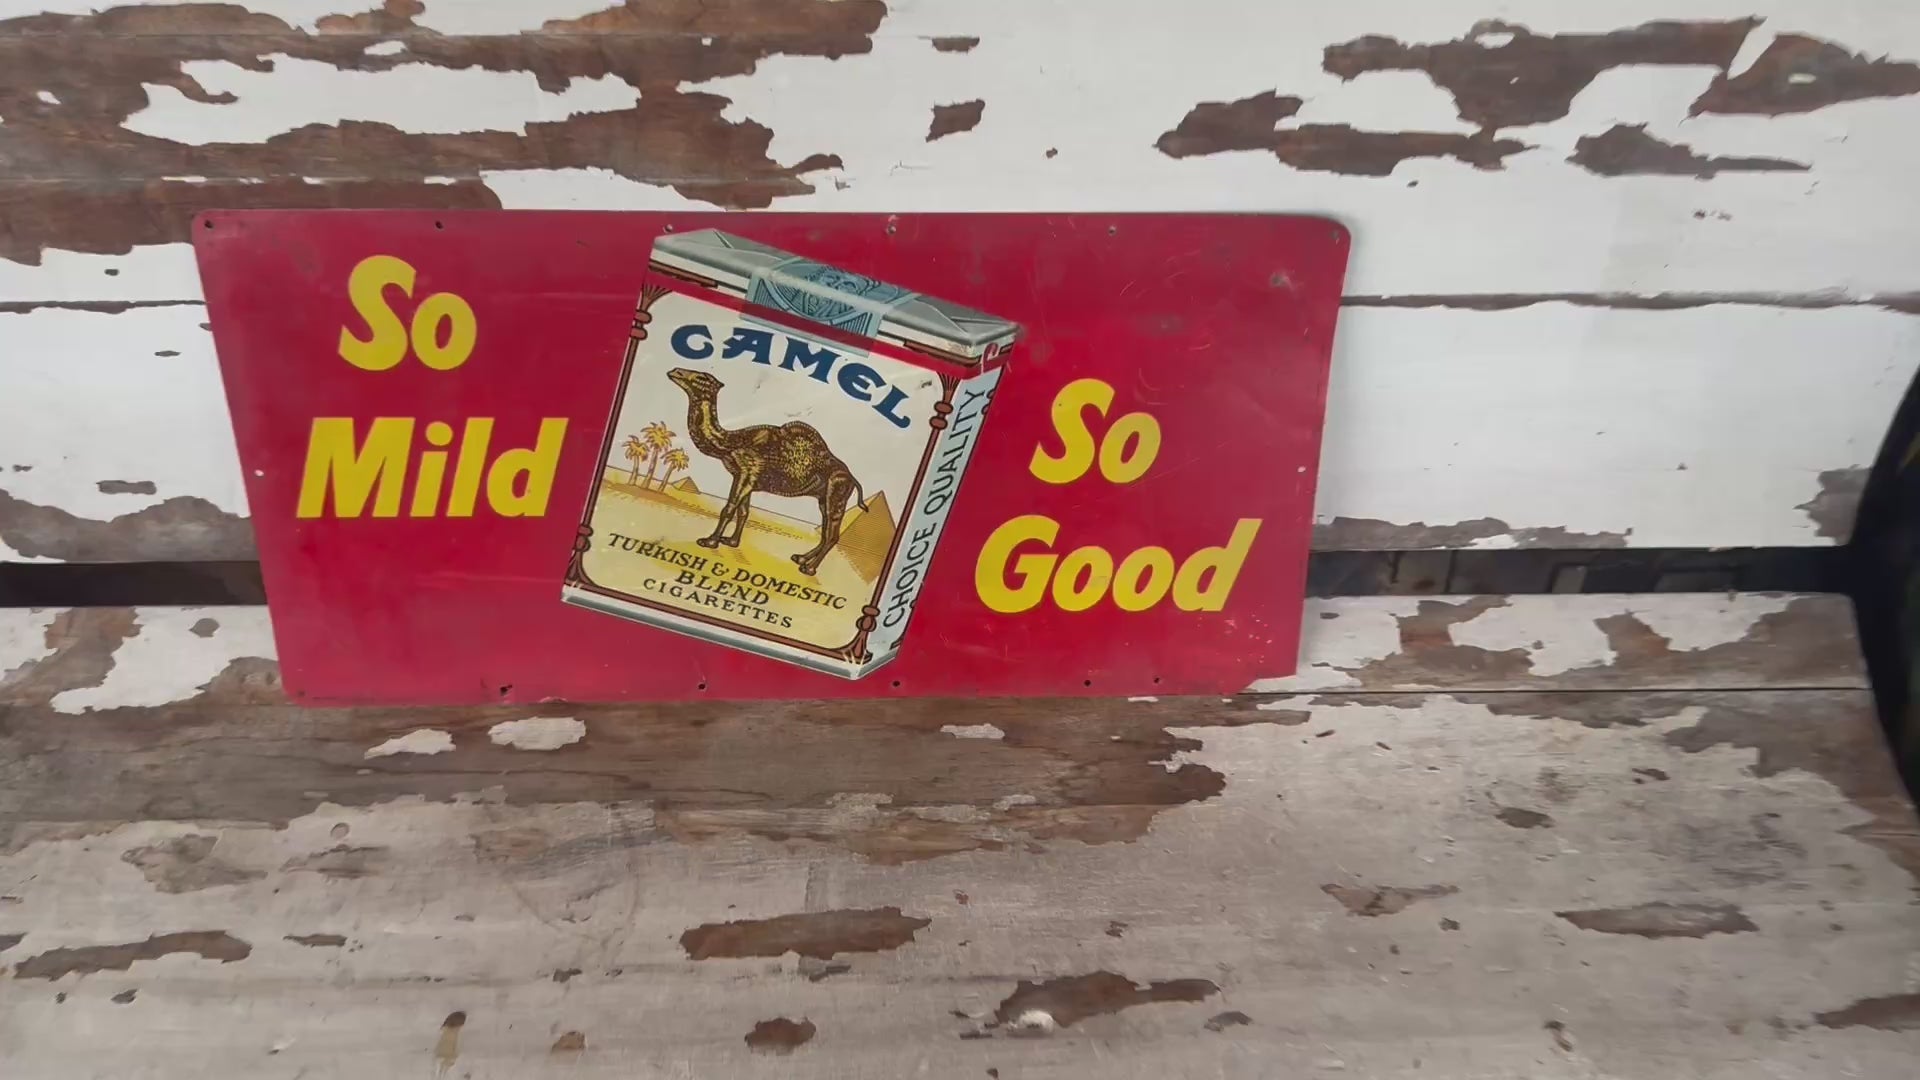 So
Mild
CAMEL
TURKISH & DOMESTIC
BLEND
CIGARETTES
CHOICE QUALITY
So
Good